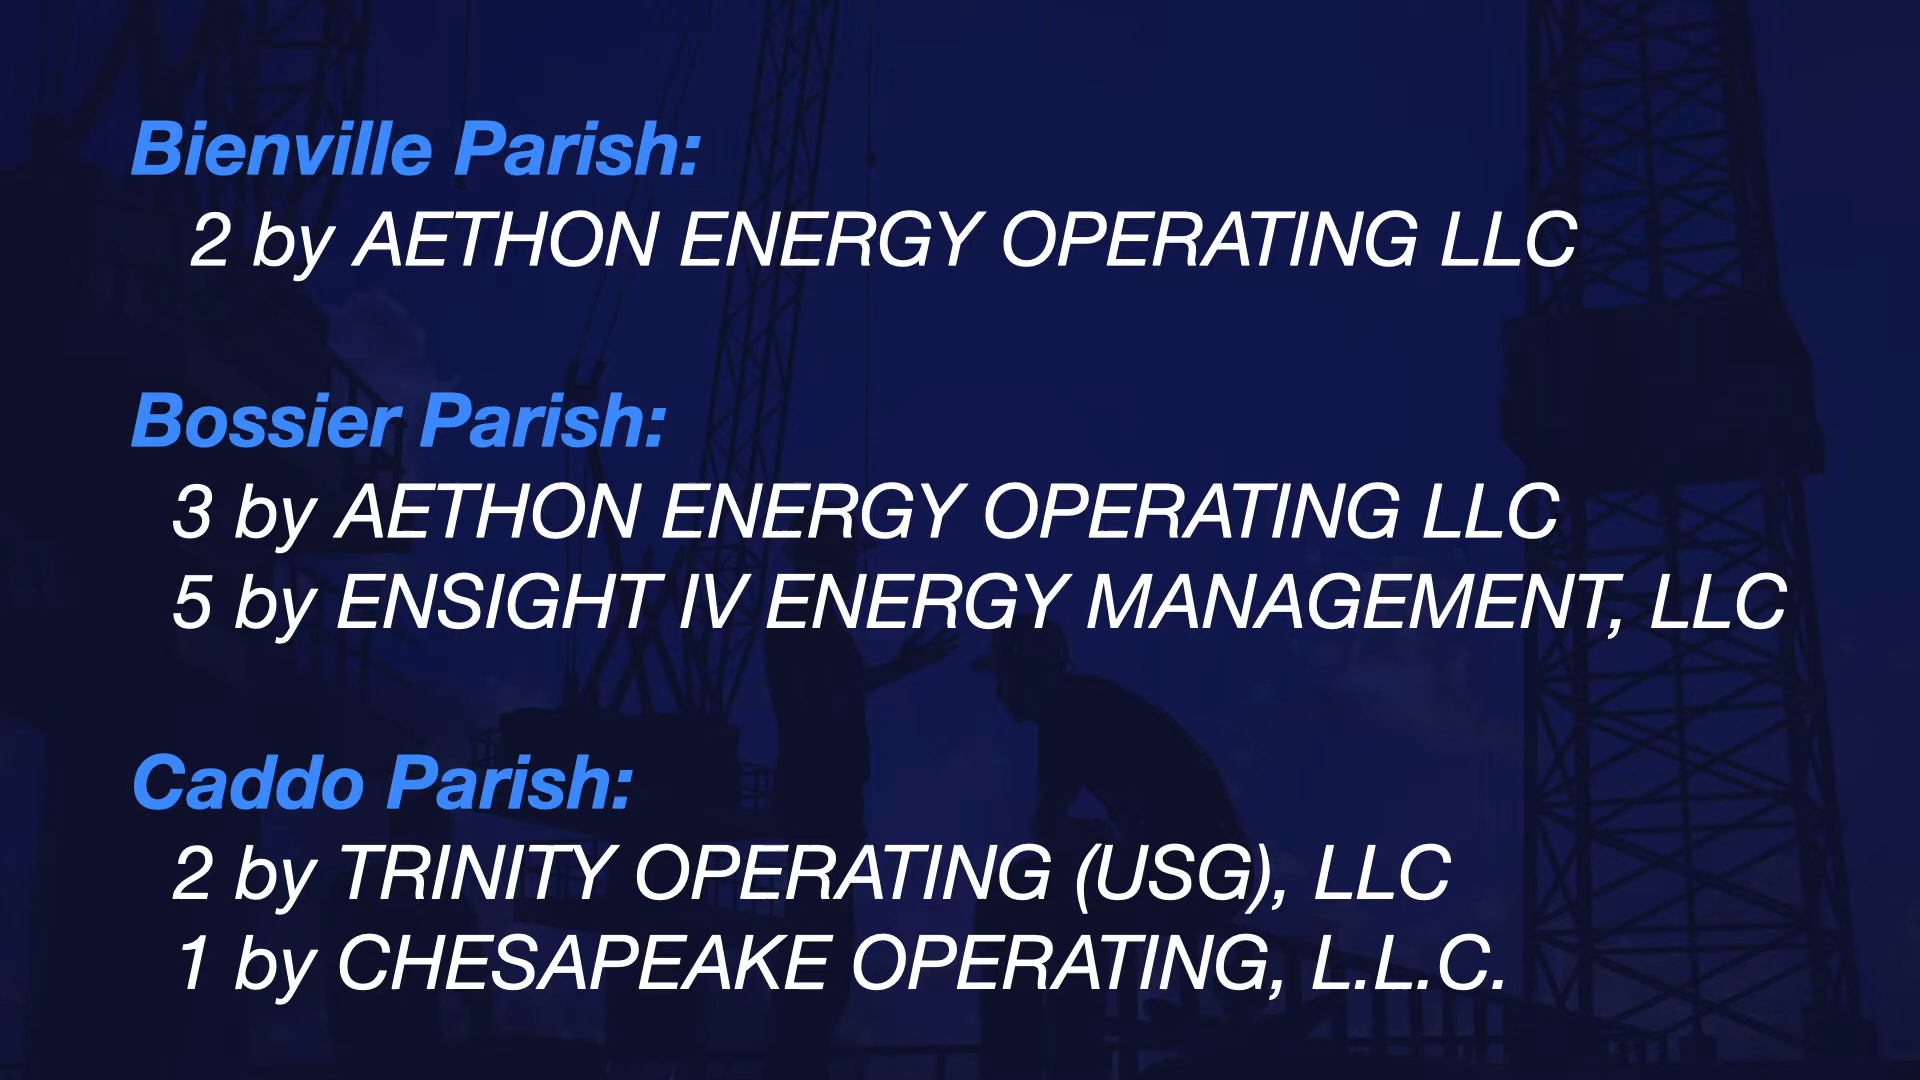 Bienville Parish:
2 by AETHON ENERGY OPERATING LLC
Bossier Parish:
3 by AETHON ENERGY OPERATING LLC
5 by ENSIGHT IV ENERGY MANAGEMENT, LLC
Caddo Parish:
2 by TRINITY OPERATING (USG), LLC
1 by CHESAPEAKE OPERATING, L.L.C.